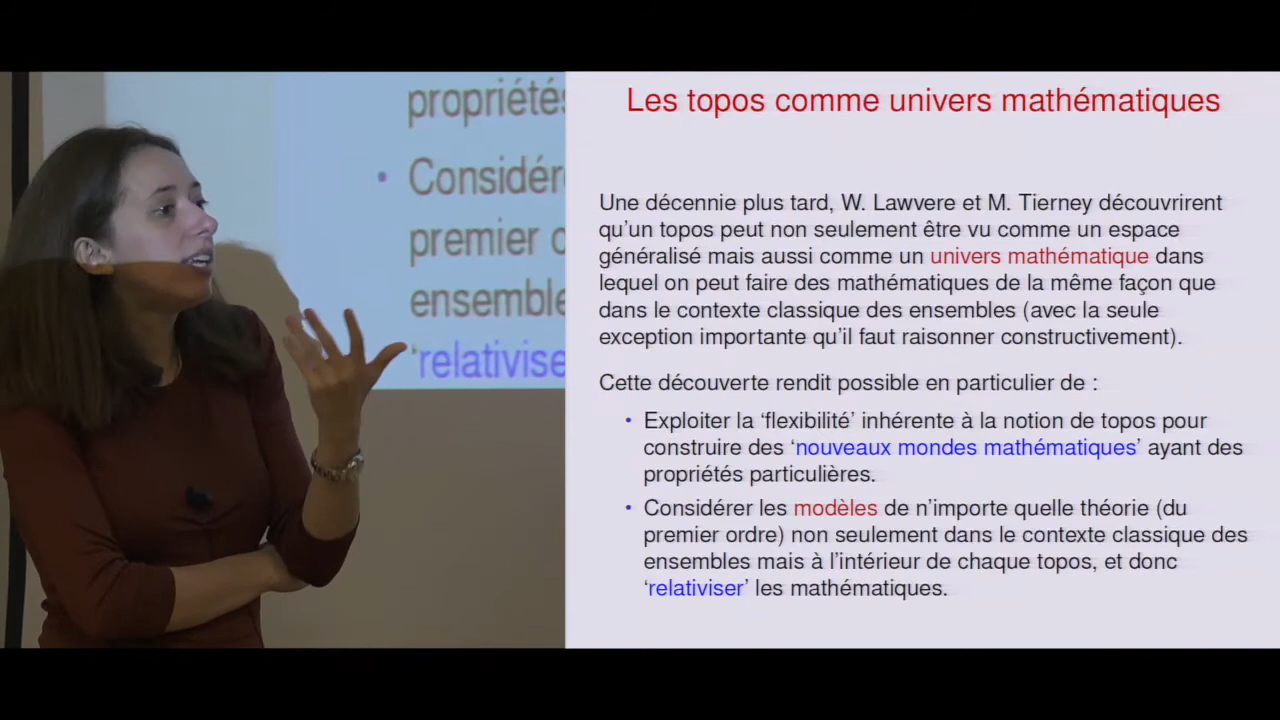 propriétés
• Considér
premier o
ensemble
‘relativise
Les topos comme univers mathématiques
Une décennie plus tard, W. Lawvere et M. Tierney découvrirent
qu’un topos peut non seulement être vu comme un espace
généralisé mais aussi comme un univers mathématique dans
lequel on peut faire des mathématiques de la même façon que
dans le contexte classique des ensembles (avec la seule
exception importante qu’il faut raisonner constructivement).
Cette découverte rendit possible en particulier de :
• Exploiter la ‘flexibilité’ inhérente à la notion de topos pour
construire des ‘nouveaux mondes mathématiques’ ayant des
propriétés particulières.
• Considérer les modèles de n’importe quelle théorie (du
premier ordre) non seulement dans le contexte classique des
ensembles mais à l’intérieur de chaque topos, et donc
‘relativiser’ les mathématiques.